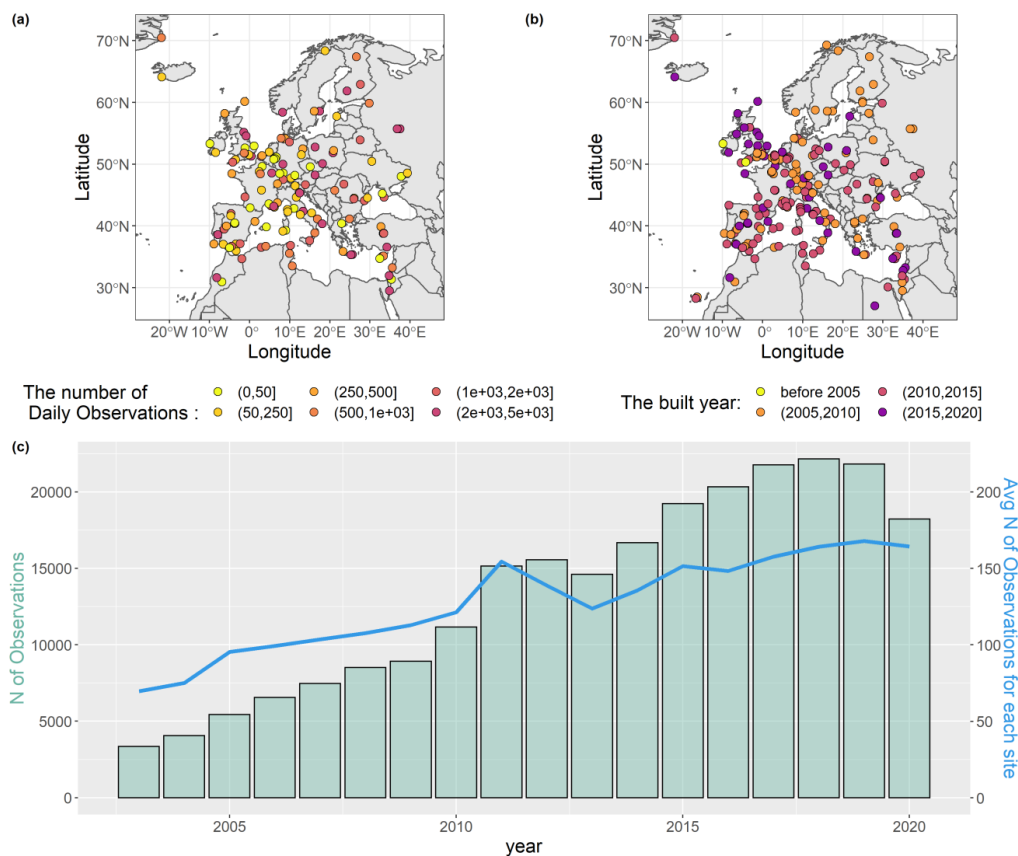 (a)
(b)
70°N
60°N
50°N
40°N
30°N
Latitude
20°W 10°W 0° 10°E 20°E 30°E 40°E
Longitude
70°N
60°N
50°N
40°N
30°N
Latitude
20°W 10°W 0° 10°E 20°E 30°E 40°E
Longitude
The number of
Daily Observations :
(0,50] (250,500] (1e+03,2e+03]
(50,250] (500,1e+03] (2e+03,5e+03]
The built year:
before 2005 (2010,2015]
(2005,2010] (2015,2020]
(c)
20000
15000
10000
5000
0
N of Observations
200
150
100
50
0
Avg N of Observations for each site
2005 2010 2015 2020
year